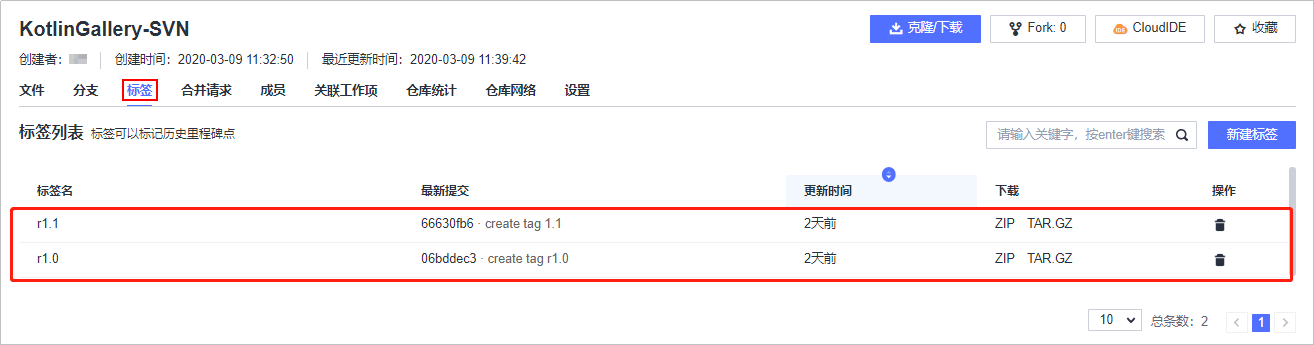 KotlinGallery-SVN 克隆/下载 Fork: 0 CloudIDE 收藏
创建者： 创建时间：2020-03-09 11:32:50 最近更新时间：2020-03-09 11:39:42
文件 分支 标签 合并请求 成员 关联工作项 仓库统计 仓库网络 设置
标签列表 标签可以标记历史里程碑点 请输入关键字，按enter键搜索 新建标签
标签名 最新提交 更新时间 下载 操作
r1.1 66630fb6 · create tag 1.1 2天前 ZIP TAR.GZ
r1.0 06bddec3 · create tag r1.0 2天前 ZIP TAR.GZ
10 总条数：2 < 1 >